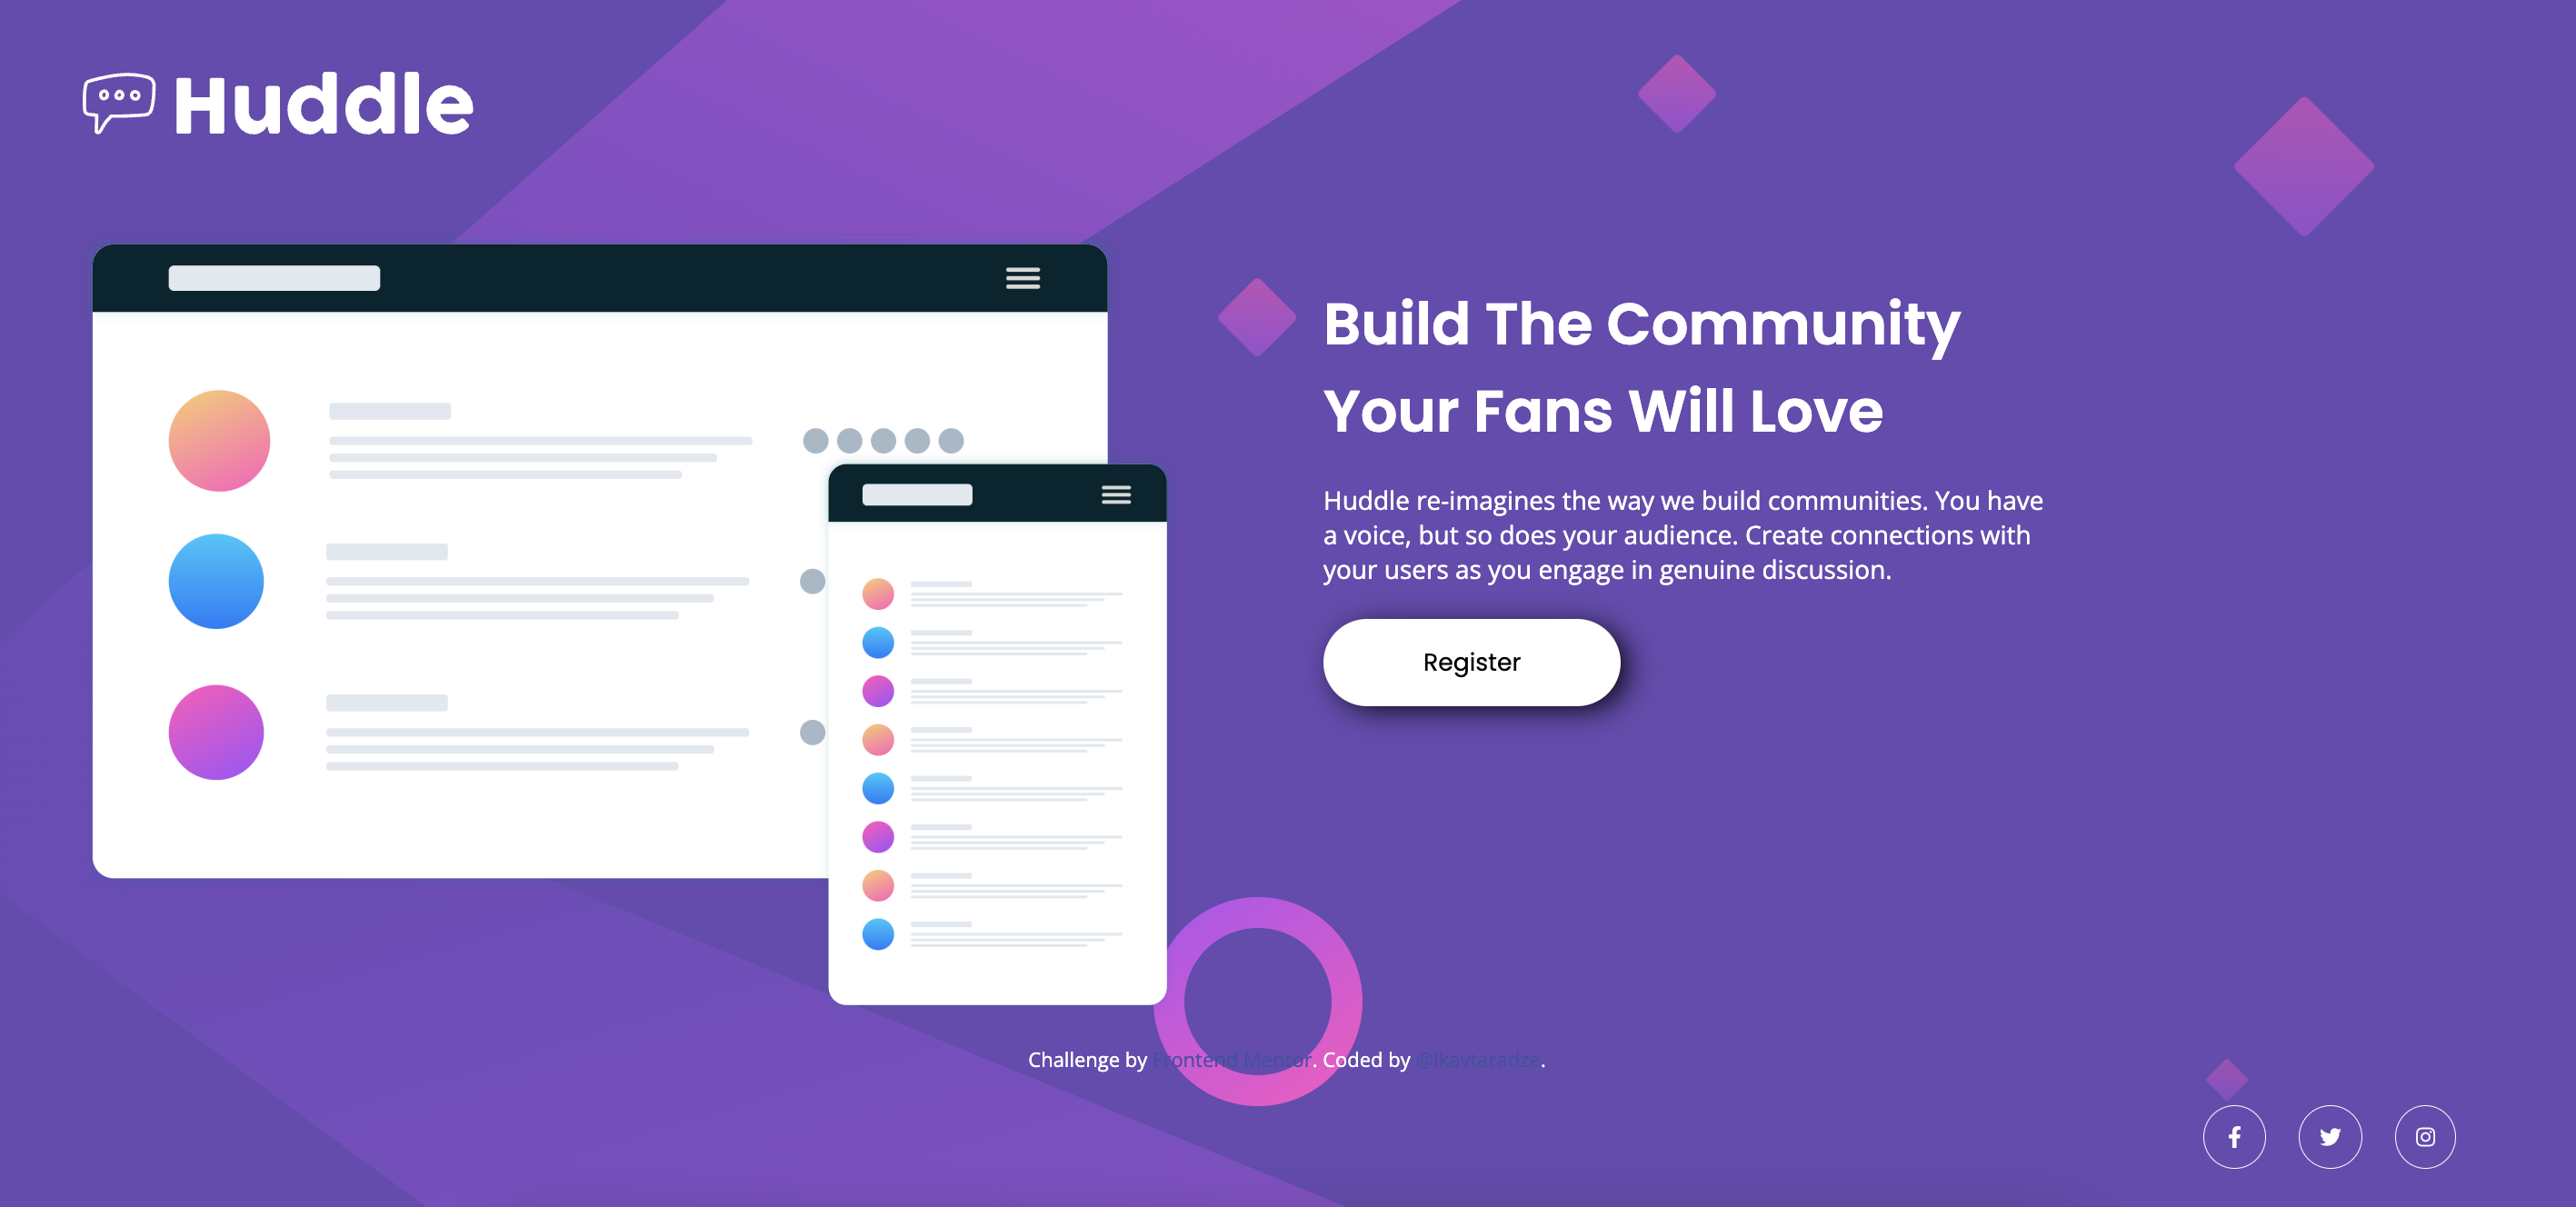 Huddle
Build The Community
Your Fans Will Love
Huddle re-imagines the way we build communities. You have
a voice, but so does your audience. Create connections with
your users as you engage in genuine discussion.
Register
Challenge by Frontend Mentor. Coded by @lkavtaradze.